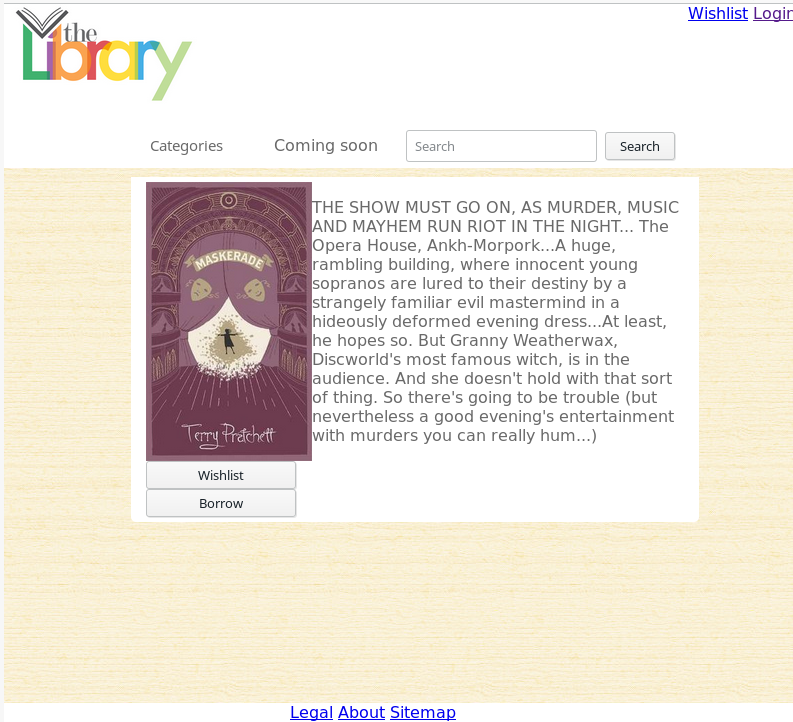 Wishlist Login
the
Library
Categories
Coming soon
Search
Search
MASKERADE
Terry Pratchett
THE SHOW MUST GO ON, AS MURDER, MUSIC
AND MAYHEM RUN RIOT IN THE NIGHT... The
Opera House, Ankh-Morpork...A huge,
rambling building, where innocent young
sopranos are lured to their destiny by a
strangely familiar evil mastermind in a
hideously deformed evening dress...At least,
he hopes so. But Granny Weatherwax,
Discworld's most famous witch, is in the
audience. And she doesn't hold with that sort
of thing. So there's going to be trouble (but
nevertheless a good evening's entertainment
with murders you can really hum...)
Wishlist
Borrow
Legal About Sitemap